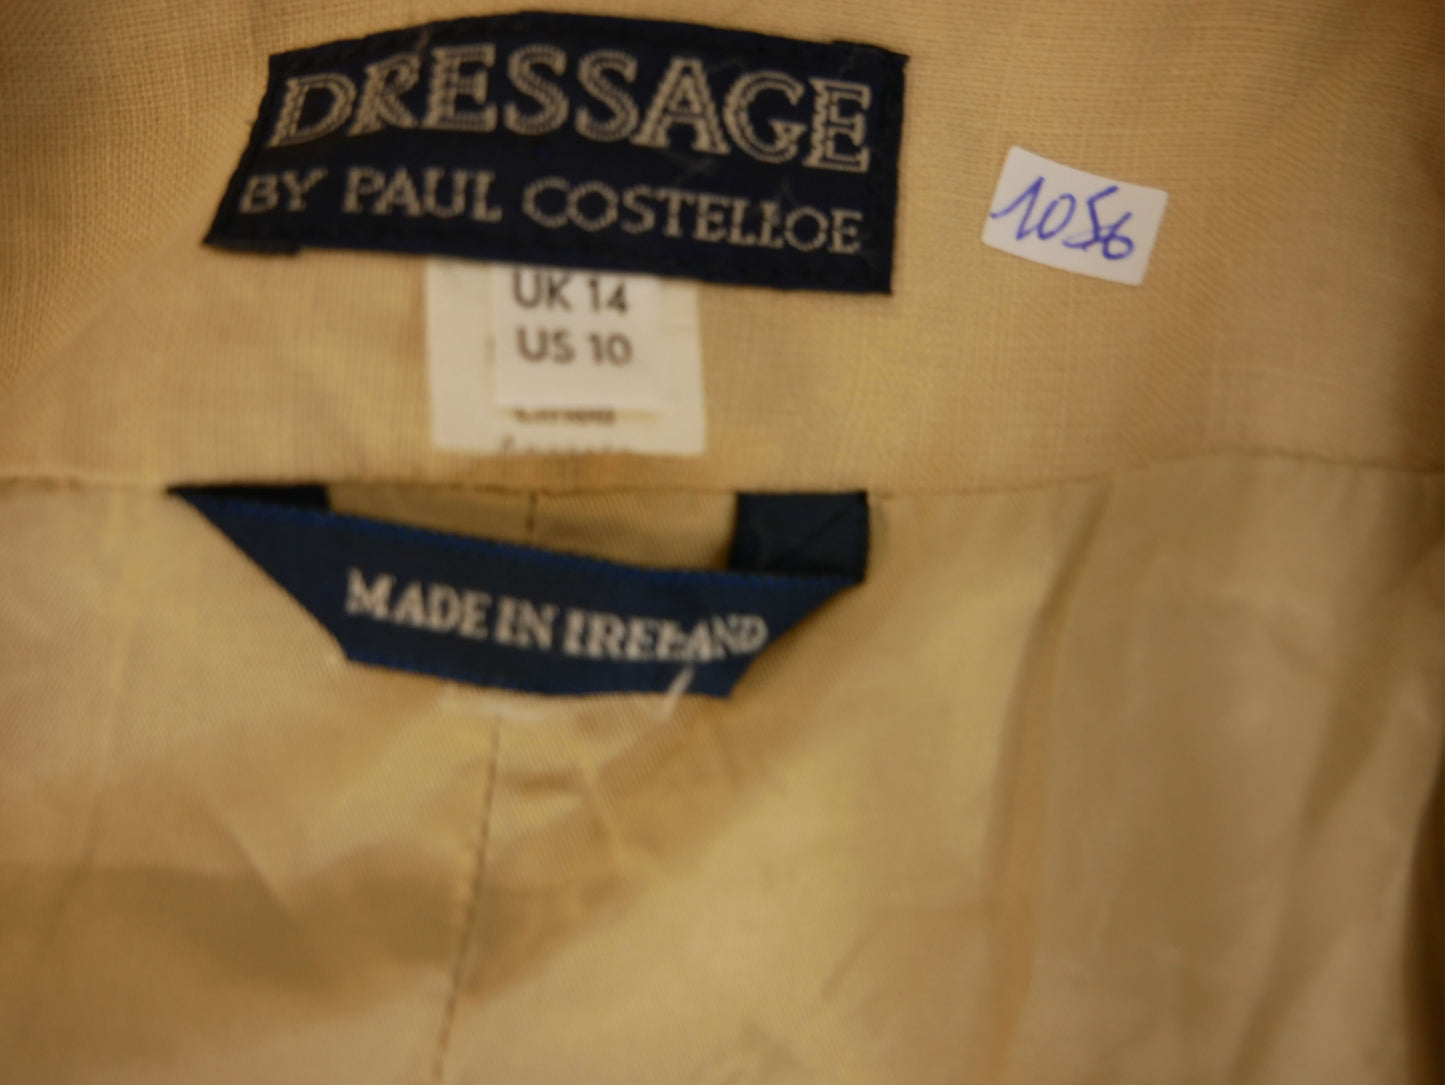 DRESSAGE
BY PAUL COSTELLOE
1056
UK 14
US 10
MADE IN IRELAND